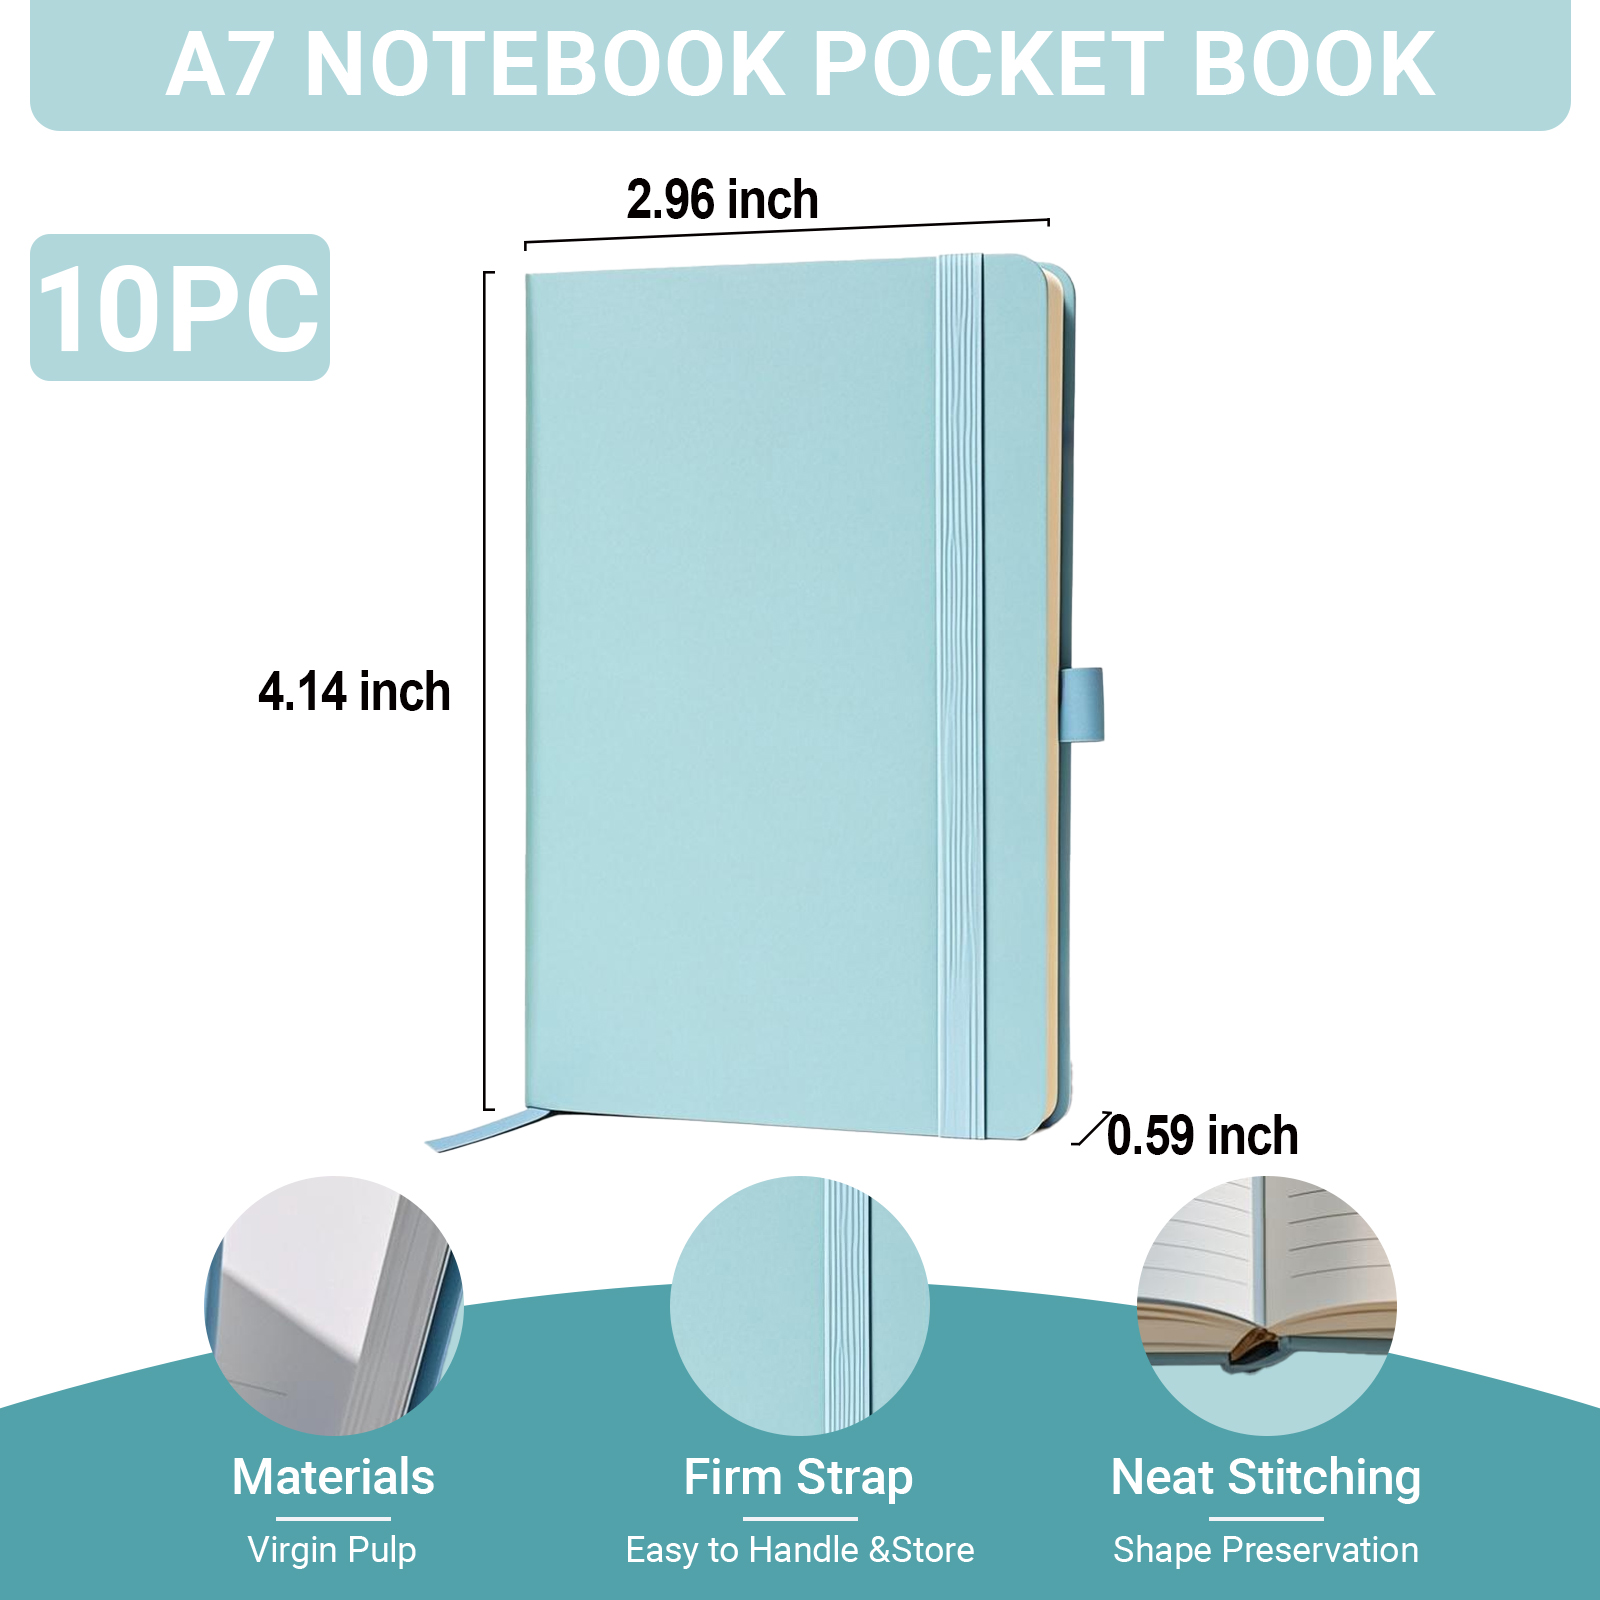 A7 NOTEBOOK POCKET BOOK
2.96 inch
10PC
4.14 inch
0.59 inch
Materials
Virgin Pulp
Firm Strap
Easy to Handle &Store
Neat Stitching
Shape Preservation